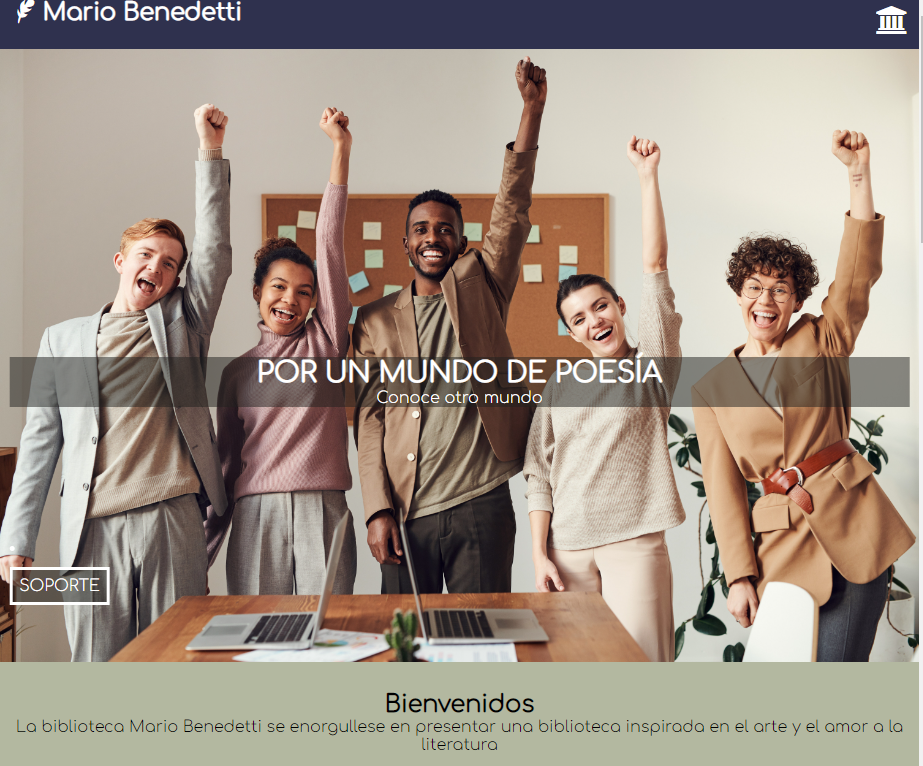 Mario Benedetti
POR UN MUNDO DE POESÍA
Conoce otro mundo
SOPORTE
Bienvenidos
La biblioteca Mario Benedetti se enorgullese en presentar una biblioteca inspirada en el arte y el amor a la
literatura